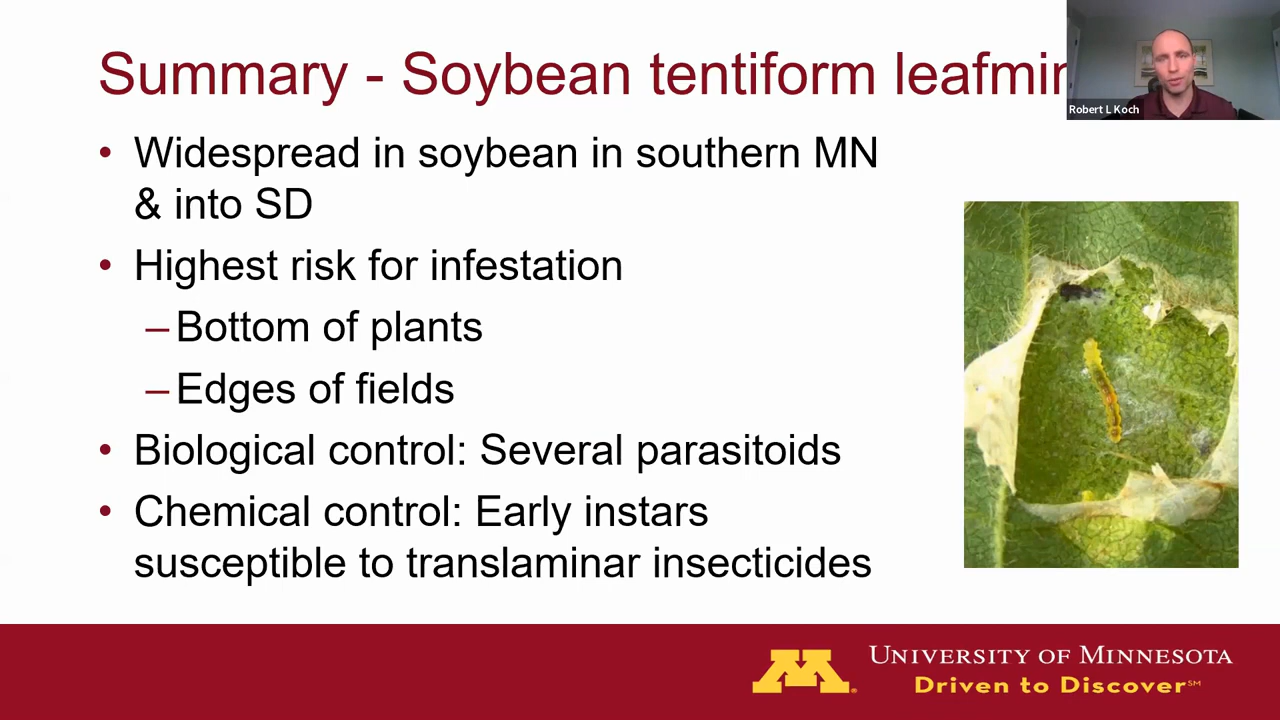 Summary - Soybean tentiform leafmin
Robert L Koch
• Widespread in soybean in southern MN
& into SD
• Highest risk for infestation
– Bottom of plants
– Edges of fields
• Biological control: Several parasitoids
• Chemical control: Early instars
susceptible to translaminar insecticides
M
UNIVERSITY OF MINNESOTA
Driven to Discover℠